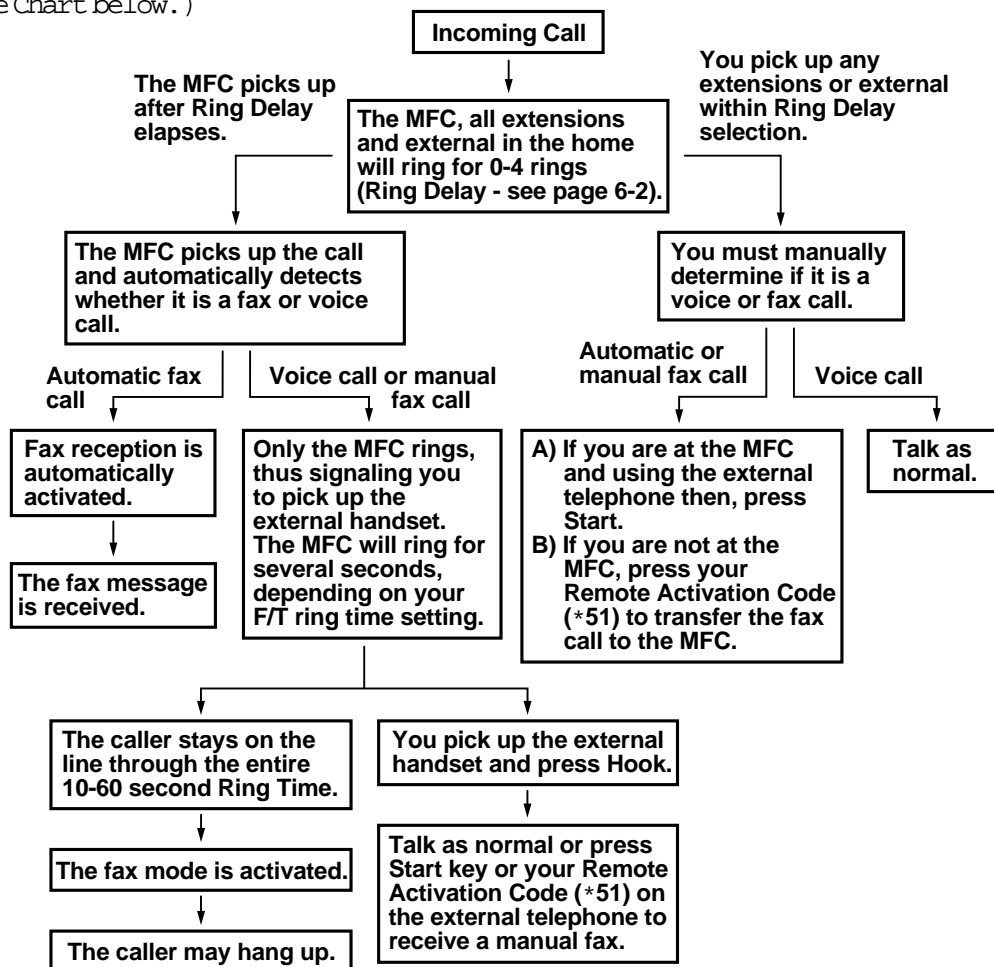 e Chart below.)
Incoming Call
The MFC picks up
after Ring Delay
elapses.
You pick up any
extensions or external
within Ring Delay
selection.
The MFC, all extensions
and external in the home
will ring for 0-4 rings
(Ring Delay - see page 6-2).
The MFC picks up the call
and automatically detects
whether it is a fax or voice
call.
You must manually
determine if it is a
voice or fax call.
Automatic fax
call
Voice call or manual
fax call
Automatic or
manual fax call
Voice call
Fax reception is
automatically
activated.
The fax message
is received.
Only the MFC rings,
thus signaling you
to pick up the
external handset.
The MFC will ring for
several seconds,
depending on your
F/T ring time setting.
A) If you are at the MFC
and using the external
telephone then, press
Start.
B) If you are not at the
MFC, press your
Remote Activation Code
(*51) to transfer the fax
call to the MFC.
Talk as
normal.
The caller stays on the
line through the entire
10-60 second Ring Time.
The fax mode is activated.
The caller may hang up.
You pick up the external
handset and press Hook.
Talk as normal or press
Start key or your Remote
Activation Code (*51) on
the external telephone to
receive a manual fax.